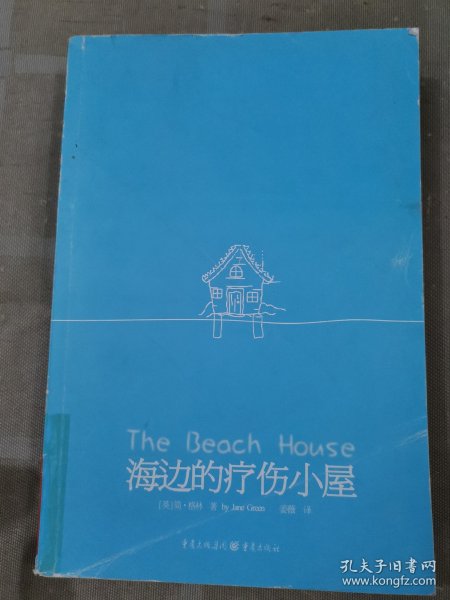 The Beach House
海边的疗伤小屋
[英]简·格林 著 by Jane Green 姜薇 译
重庆出版集团 重庆出版社
孔夫子旧书网
www.kongfz.com